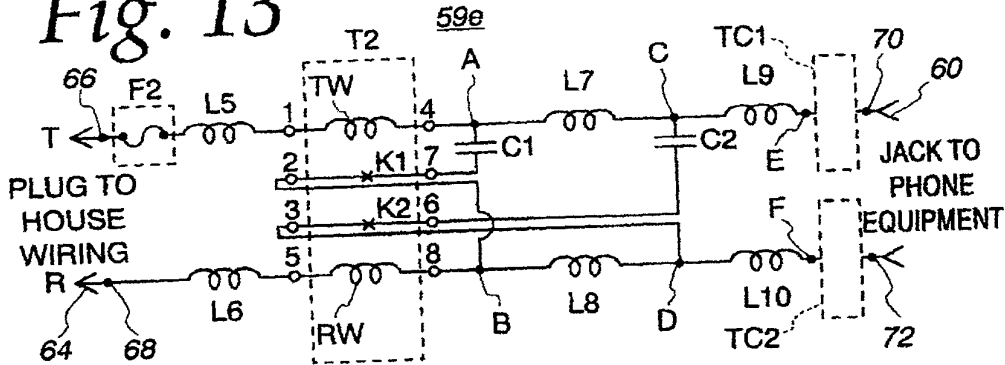 Fig. 13
59e
T2
A
C
TC1
70
60
66
F2
L5
1
TW
4
L7
L9
T
C1
C2
E
2
K1
7
PLUG TO
HOUSE
WIRING
JACK TO
PHONE
EQUIPMENT
3
K2
6
F
5
8
R
L6
RW
B
L8
D
L10
TC2
72
64
68